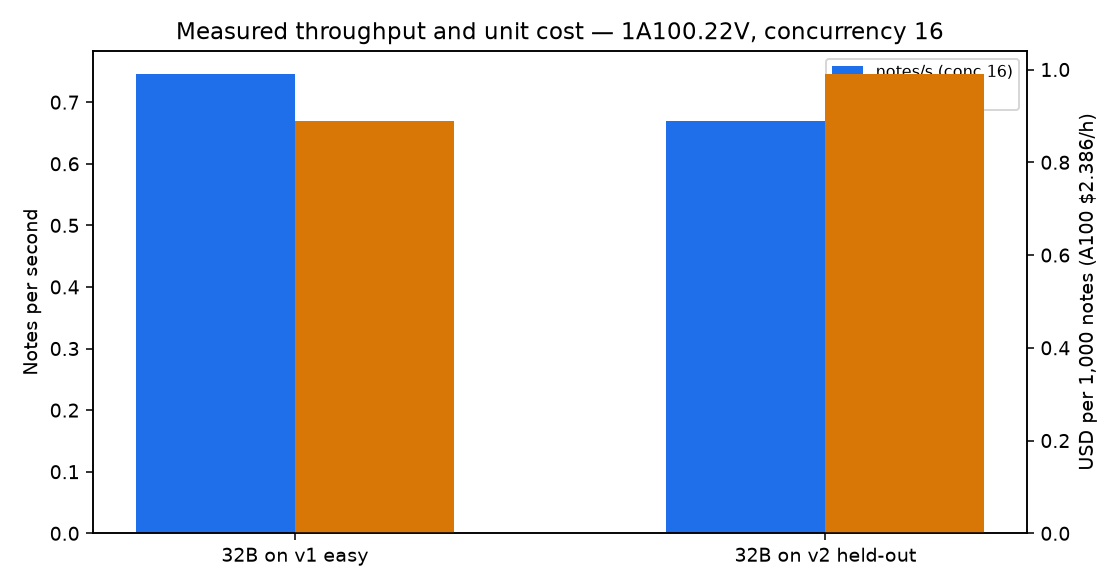 Measured throughput and unit cost — 1A100.22V, concurrency 16
notes/s (conc 16)
Notes per second
0.7
0.6
0.5
0.4
0.3
0.2
0.1
0.0
1.0
0.8
0.6
0.4
0.2
0.0
USD per 1,000 notes (A100 $2.386/h)
32B on v1 easy
32B on v2 held-out